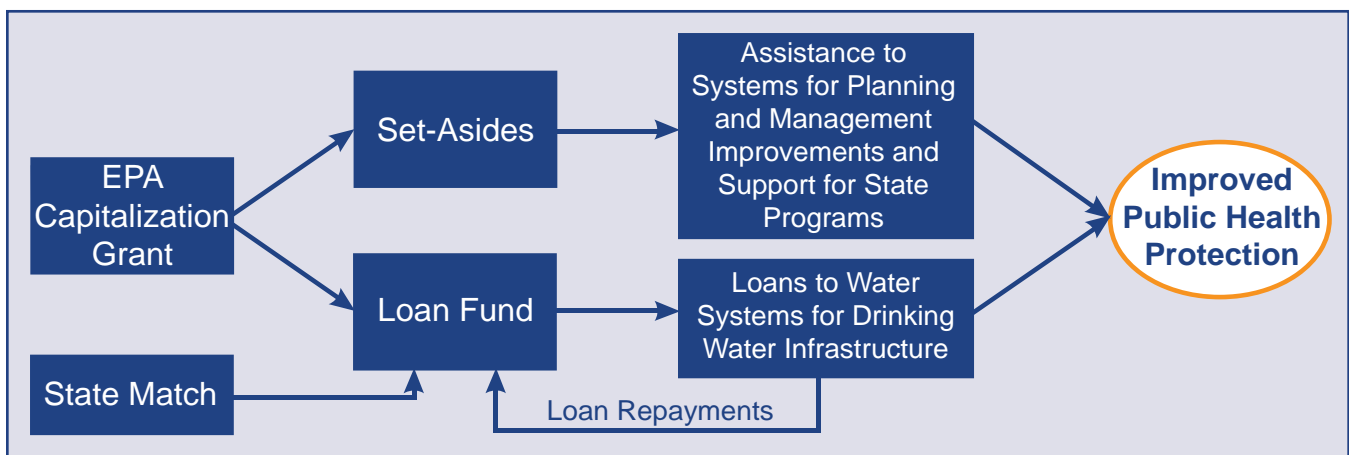 EPA
Capitalization
Grant
State Match
Set-Asides
Loan Fund
Assistance to
Systems for Planning
and Management
Improvements and
Support for State
Programs
Loans to Water
Systems for Drinking
Water Infrastructure
Loan Repayments
Improved
Public Health
Protection